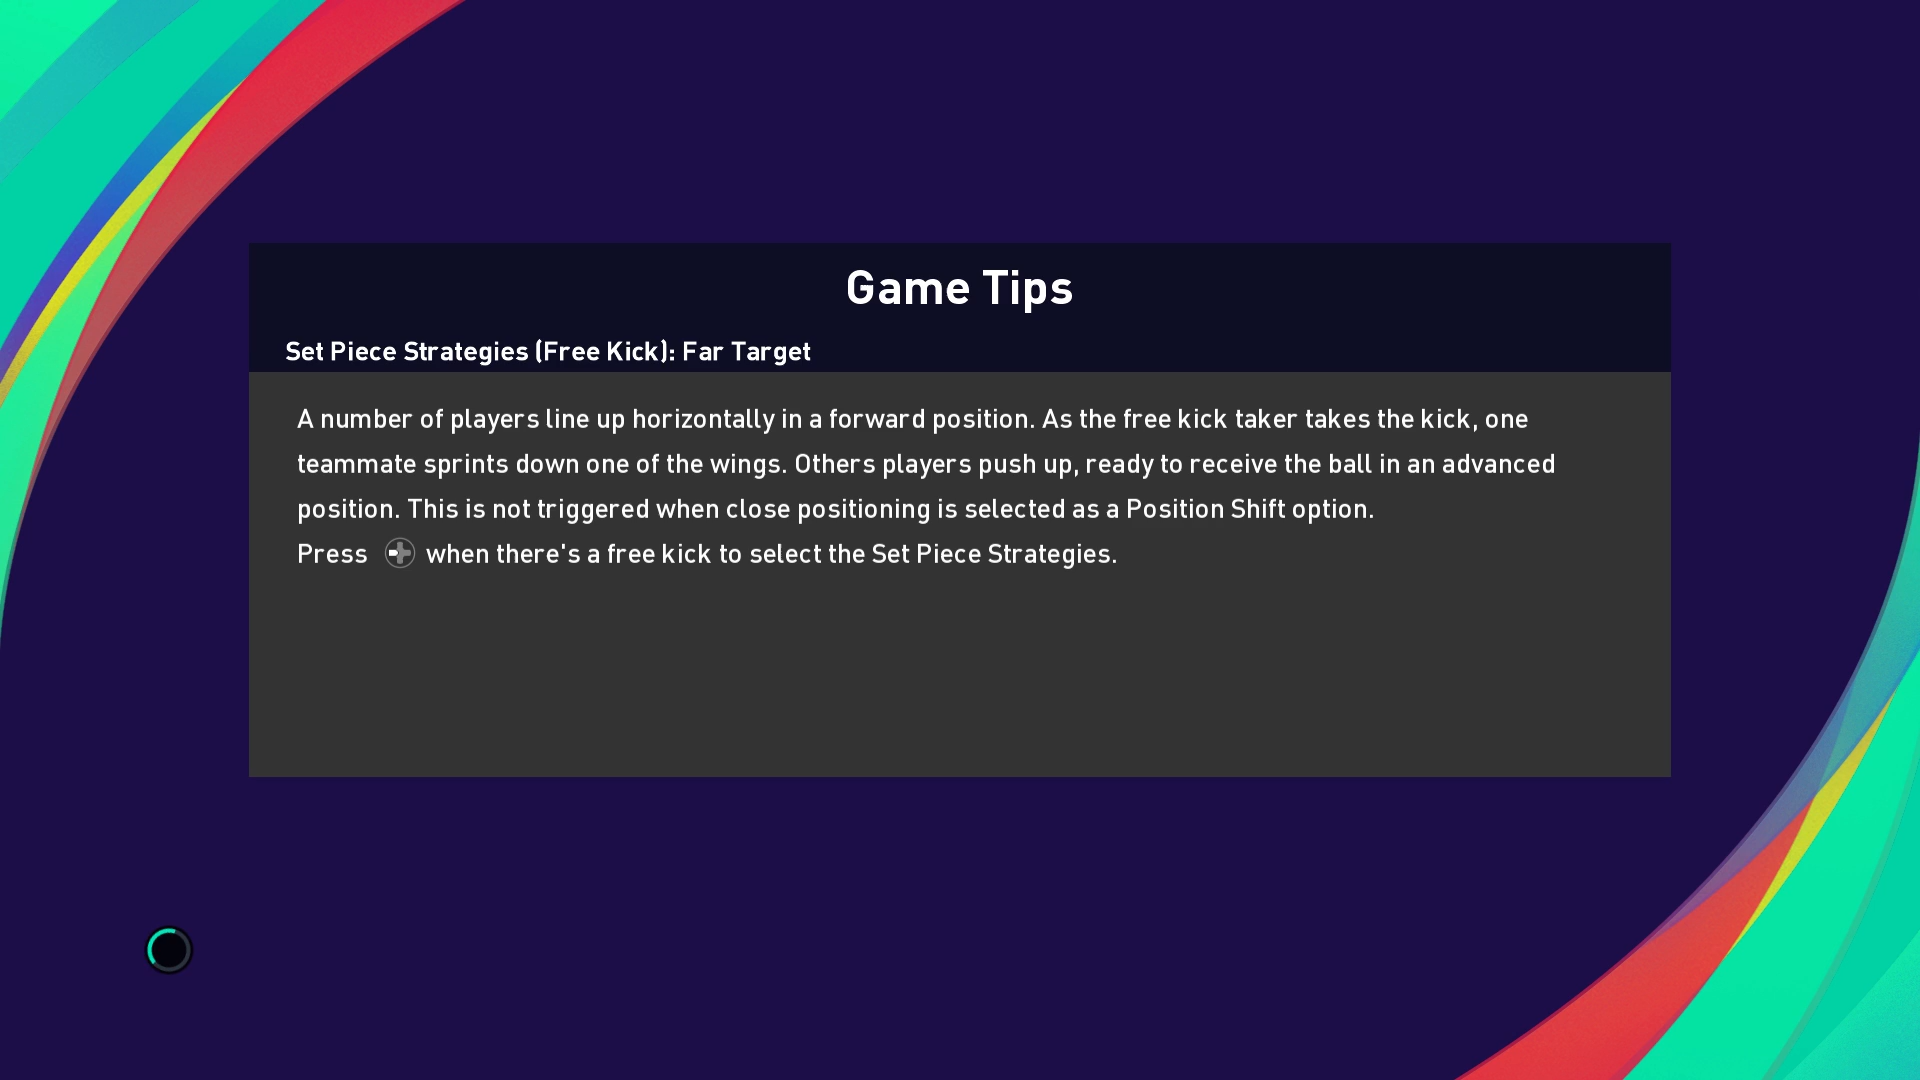 Game Tips
Set Piece Strategies (Free Kick): Far Target
A number of players line up horizontally in a forward position. As the free kick taker takes the kick, one
teammate sprints down one of the wings. Others players push up, ready to receive the ball in an advanced
position. This is not triggered when close positioning is selected as a Position Shift option.
Press when there's a free kick to select the Set Piece Strategies.